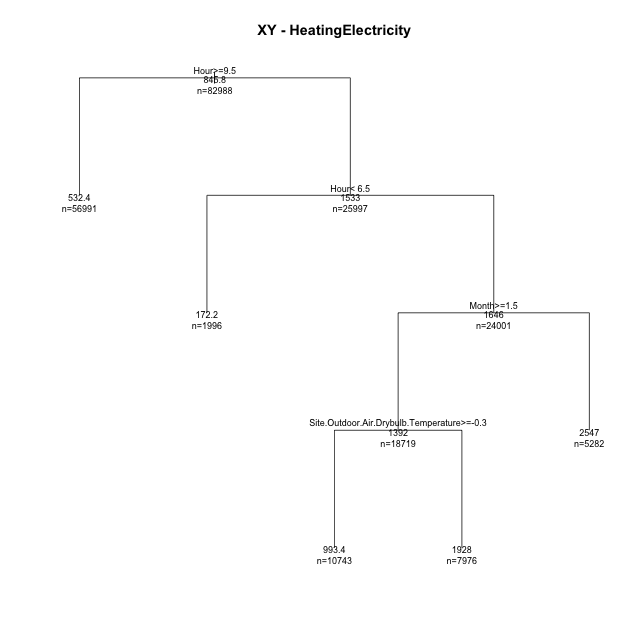 XY - HeatingElectricity
Hour>=9.5
845.8
n=82988
532.4
n=56991
Hour< 6.5
1533
n=25997
172.2
n=1996
Month>=1.5
1646
n=24001
Site.Outdoor.Air.Drybulb.Temperature>=-0.3
1392
n=18719
2547
n=5282
993.4
n=10743
1928
n=7976